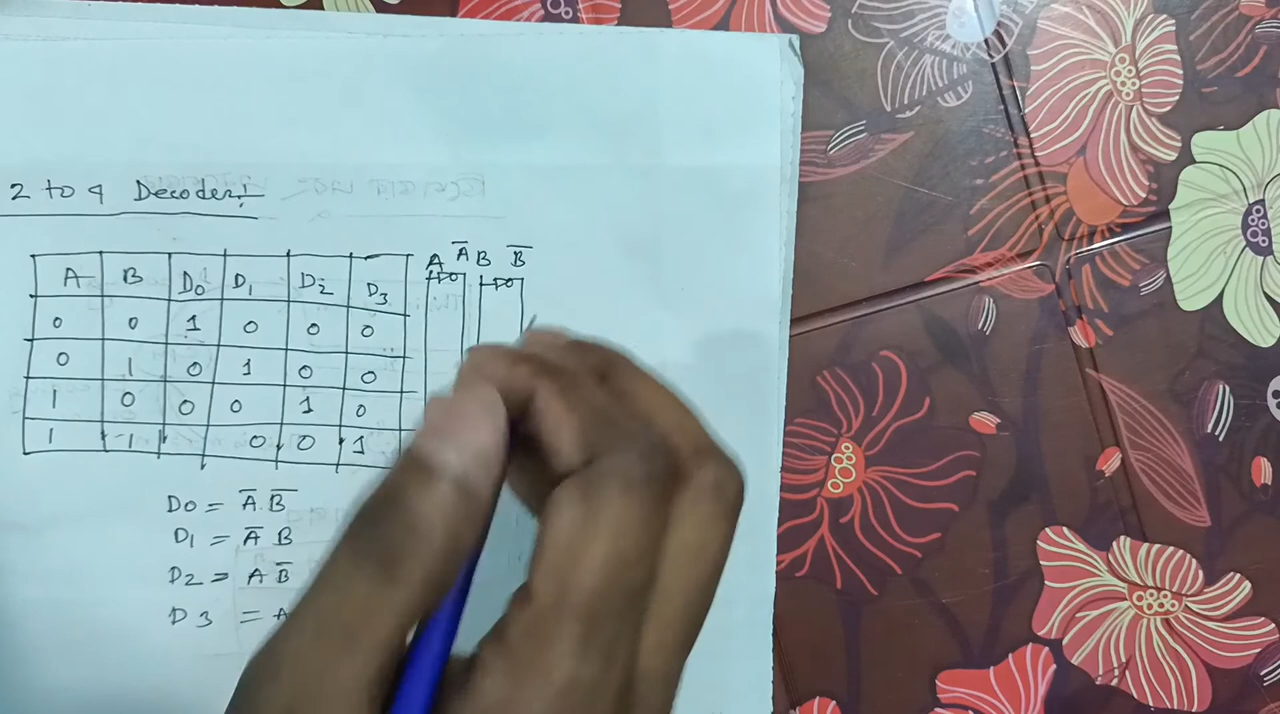 2 to 4 Decoder:
A B D0 D1 D2 D3
0 0 1 0 0 0
0 1 0 1 0 0
1 0 0 0 1 0
1 1 0 0 1
A Ā B B̄
D0 = Ā.B̄
D1 = Ā B
D2 = A B̄
D3 = A